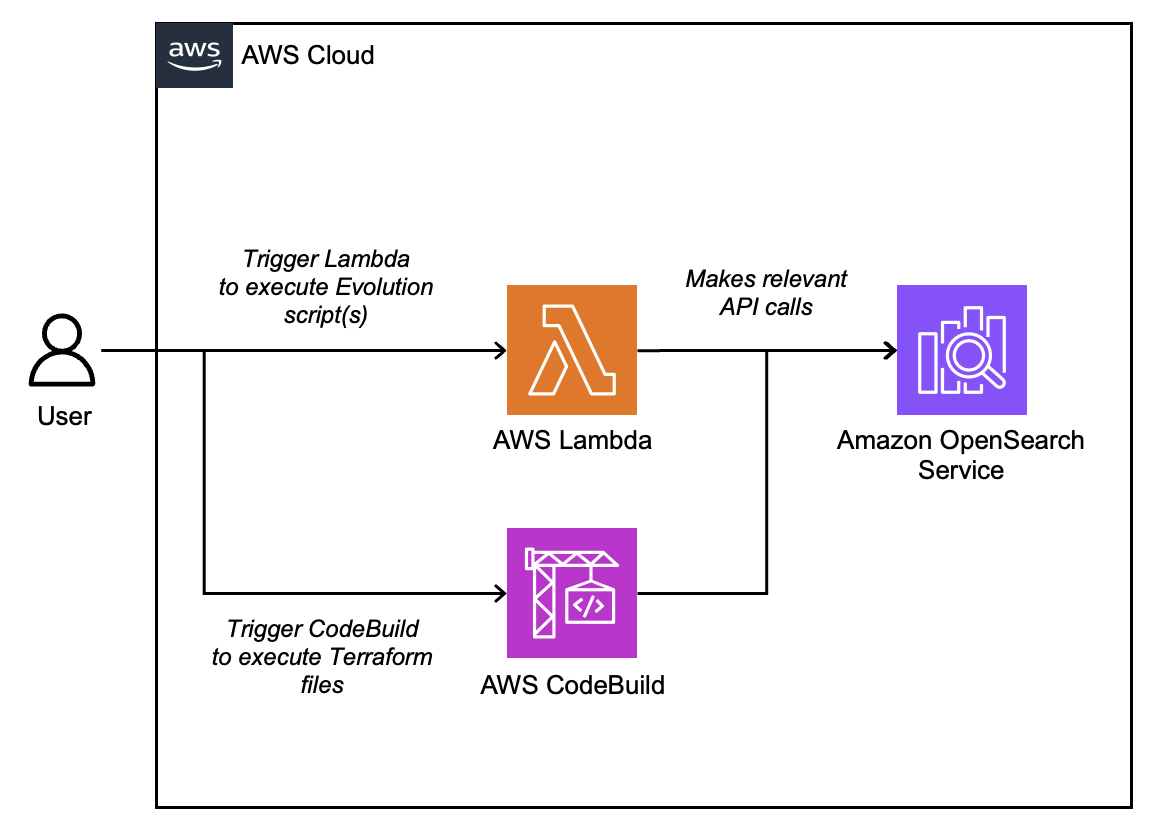 aws
AWS Cloud
Trigger Lambda
to execute Evolution
script(s)
Makes relevant
API calls
User
AWS Lambda
Amazon OpenSearch
Service
</>
Trigger CodeBuild
to execute Terraform
files
AWS CodeBuild